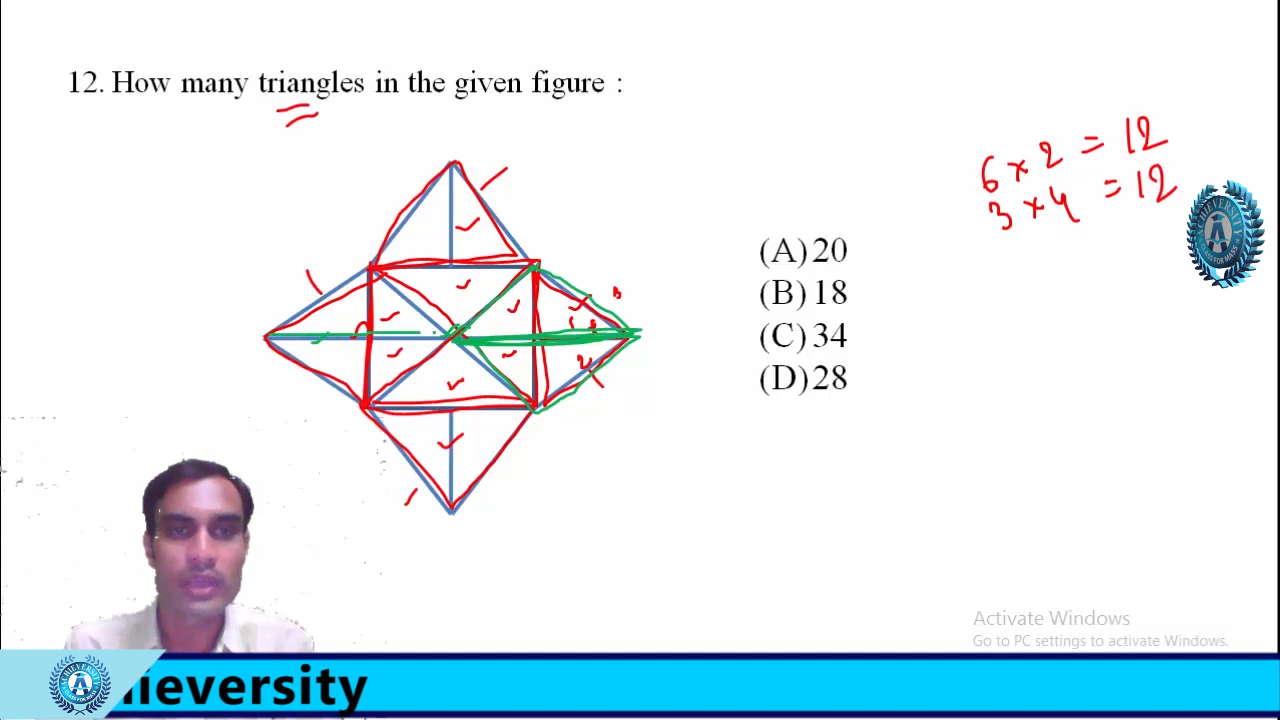 12. How many triangles in the given figure :
6 × 2 = 12
3 × 4 = 12
(A) 20
(B) 18
(C) 34
(D) 28
Activate Windows
Go to PC settings to activate Windows.
ACHIEVERSITY
ieversity